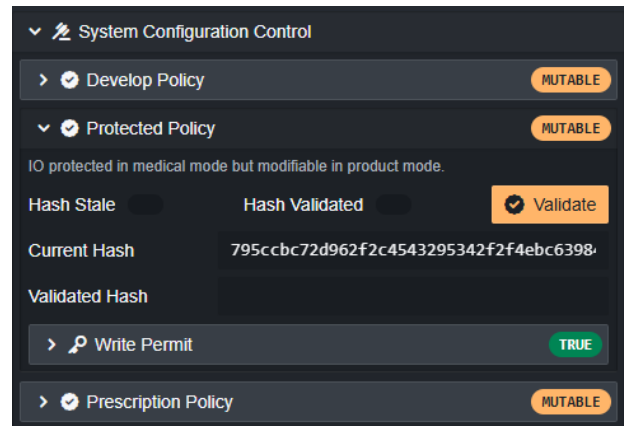 System Configuration Control
Develop Policy MUTABLE
Protected Policy MUTABLE
IO protected in medical mode but modifiable in product mode.
Hash Stale Hash Validated Validate
Current Hash 795ccbc72d962f2c4543295342f2f4ebc6398
Validated Hash
Write Permit TRUE
Prescription Policy MUTABLE